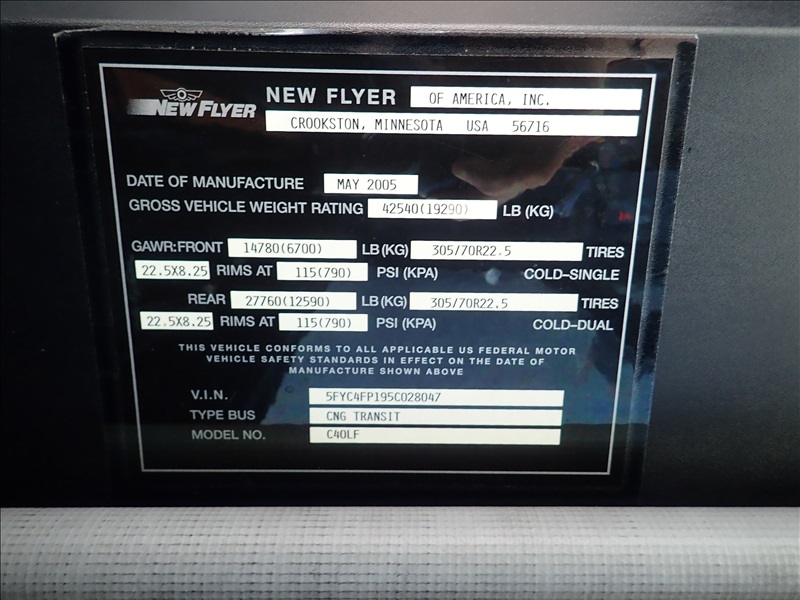 NEW FLYER NEW FLYER OF AMERICA, INC.
CROOKSTON, MINNESOTA USA 56716
DATE OF MANUFACTURE MAY 2005
GROSS VEHICLE WEIGHT RATING 42540(19290) LB (KG)
GAWR:FRONT 14780(6700) LB(KG) 305/70R22.5 TIRES
22.5X8.25 RIMS AT 115(790) PSI (KPA) COLD-SINGLE
REAR 27760(12590) LB(KG) 305/70R22.5 TIRES
22.5X8.25 RIMS AT 115(790) PSI (KPA) COLD-DUAL
THIS VEHICLE CONFORMS TO ALL APPLICABLE US FEDERAL MOTOR
VEHICLE SAFETY STANDARDS IN EFFECT ON THE DATE OF
MANUFACTURE SHOWN ABOVE
V.I.N. 5FYC4FP195C028047
TYPE BUS CNG TRANSIT
MODEL NO. C40LF